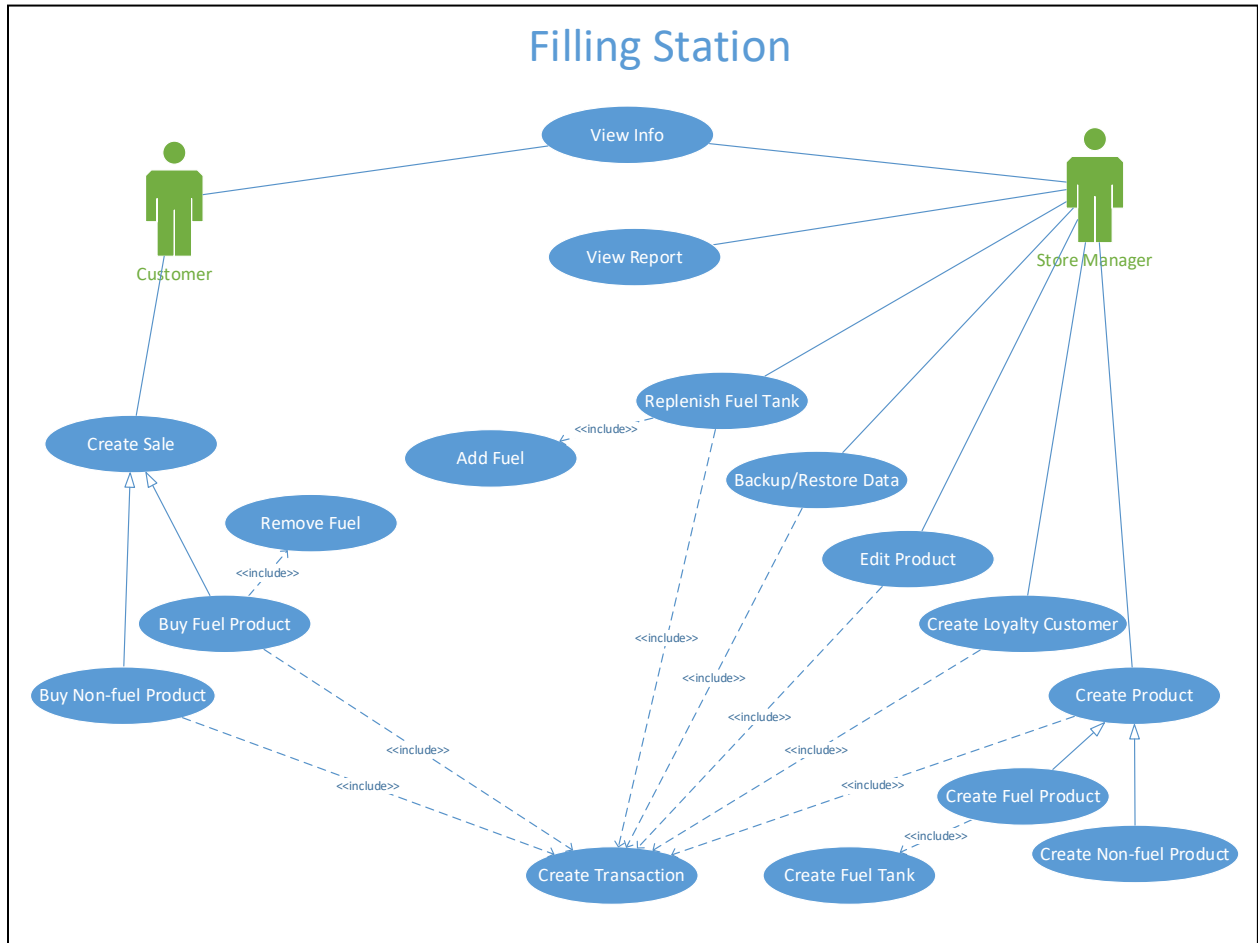 Filling Station
View Info
Customer
View Report
Store Manager
Replenish Fuel Tank
<<include>>
Create Sale
Add Fuel
Backup/Restore Data
Remove Fuel
Edit Product
<<include>>
Buy Fuel Product
Create Loyalty Customer
<<include>>
<<include>>
Buy Non-fuel Product
Create Product
<<include>>
<<include>>
<<include>>
<<include>>
<<include>>
Create Fuel Product
<<include>>
Create Non-fuel Product
Create Transaction
Create Fuel Tank